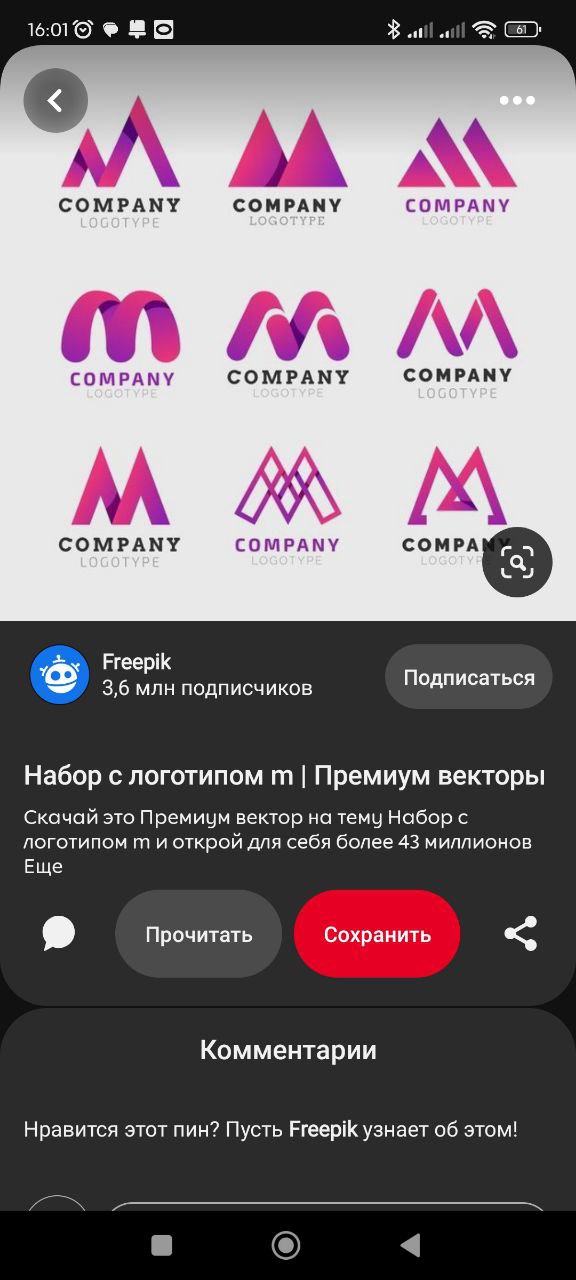 16:01
61
COMPANY COMPANY COMPANY
LOGOTYPE LOGOTYPE LOGOTYPE
COMPANY COMPANY COMPANY
LOGOTYPE LOGOTYPE LOGOTYPE
COMPANY COMPANY COMPANY
LOGOTYPE LOGOTYPE LOGOTYPE
Freepik
3,6 млн подписчиков
Подписаться
Набор с логотипом m | Премиум векторы
Скачай это Премиум вектор на тему Набор с
логотипом m и открой для себя более 43 миллионов
Еще
Прочитать
Сохранить
Комментарии
Нравится этот пин? Пусть Freepik узнает об этом!